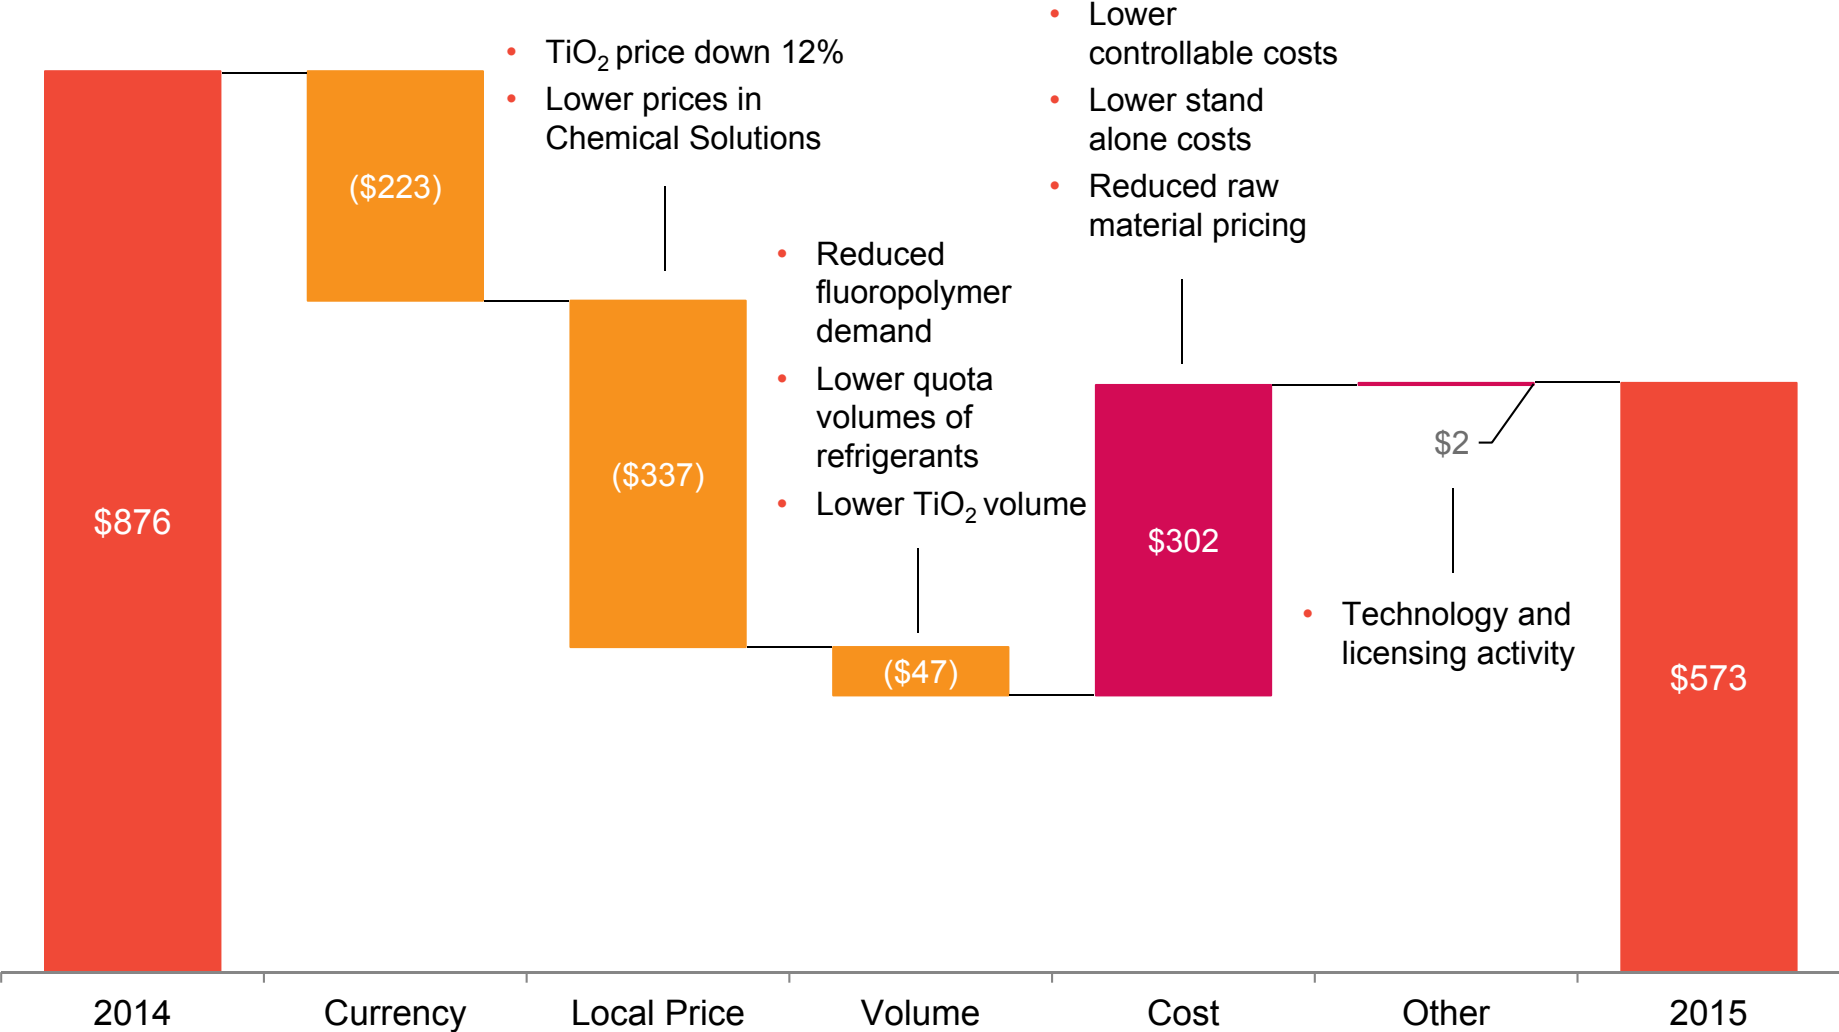 • TiO2 price down 12%
• Lower prices in
Chemical Solutions
• Reduced
fluoropolymer
demand
• Lower quota
volumes of
refrigerants
• Lower TiO2 volume
• Lower
controllable costs
• Lower stand
alone costs
• Reduced raw
material pricing
• Technology and
licensing activity
$876
($223)
($337)
($47)
$302
$2
$573
2014 Currency Local Price Volume Cost Other 2015